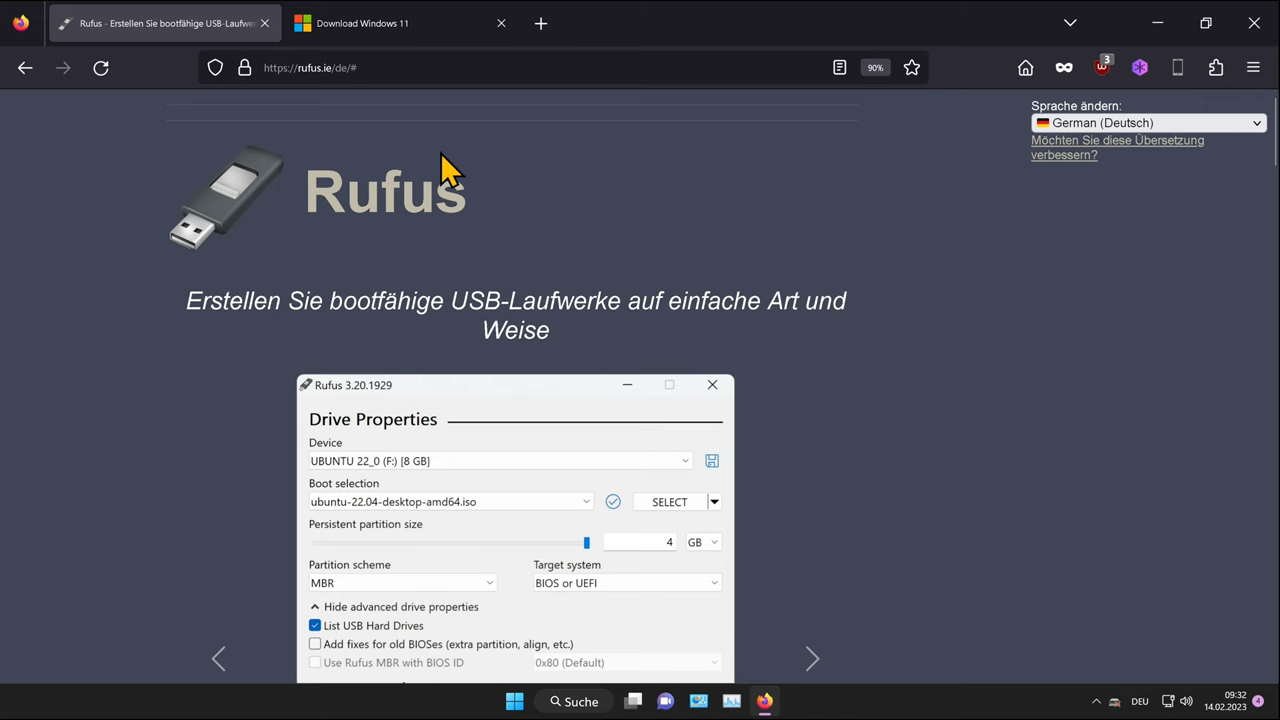 Rufus - Erstellen Sie bootfähige USB-Laufwe
Download Windows 11
https://rufus.ie/de/#
90%
3
Sprache ändern:
German (Deutsch)
Möchten Sie diese Übersetzung
verbessern?
Rufus
Erstellen Sie bootfähige USB-Laufwerke auf einfache Art und
Weise
Rufus 3.20.1929
Drive Properties
Device
UBUNTU 22_0 (F:) [8 GB]
Boot selection
ubuntu-22.04-desktop-amd64.iso
SELECT
Persistent partition size
4
GB
Partition scheme
Target system
MBR
BIOS or UEFI
Hide advanced drive properties
List USB Hard Drives
Add fixes for old BIOSes (extra partition, align, etc.)
Use Rufus MBR with BIOS ID
0x80 (Default)
Suche
DEU
09:32
14.02.2023
4